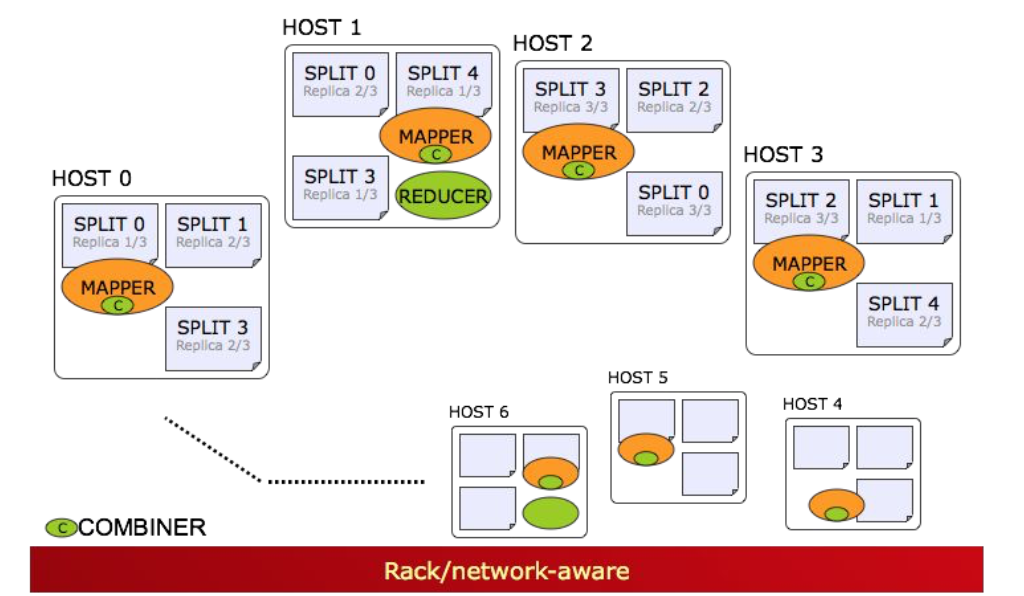 HOST 0
SPLIT 0
Replica 1/3
SPLIT 1
Replica 2/3
MAPPER
C
SPLIT 3
Replica 2/3
HOST 1
SPLIT 0
Replica 2/3
SPLIT 4
Replica 1/3
MAPPER
C
SPLIT 3
Replica 1/3
REDUCER
HOST 2
SPLIT 3
Replica 3/3
SPLIT 2
Replica 2/3
MAPPER
C
SPLIT 0
Replica 3/3
HOST 3
SPLIT 2
Replica 3/3
SPLIT 1
Replica 1/3
MAPPER
C
SPLIT 4
Replica 2/3
HOST 6
HOST 5
HOST 4
C COMBINER
Rack/network-aware